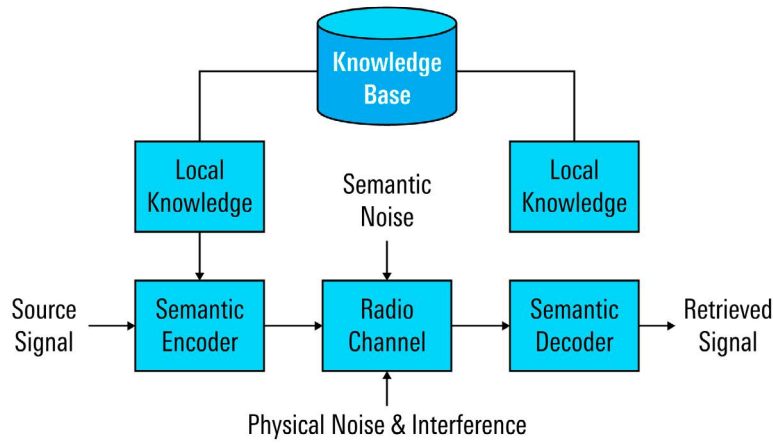 Knowledge
Base
Local
Knowledge
Local
Knowledge
Semantic
Noise
Source
Signal
Semantic
Encoder
Radio
Channel
Semantic
Decoder
Retrieved
Signal
Physical Noise & Interference